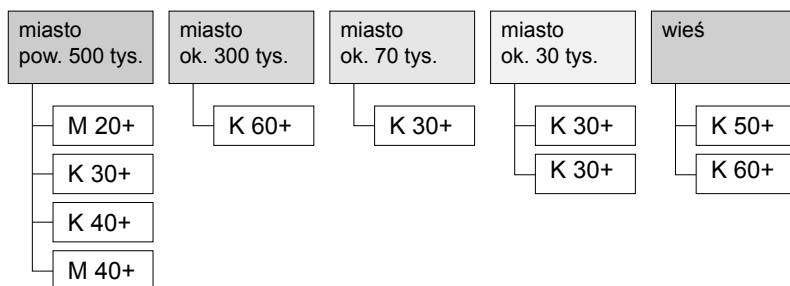 miasto
pow. 500 tys.
M 20+
K 30+
K 40+
M 40+
miasto
ok. 300 tys.
K 60+
miasto
ok. 70 tys.
K 30+
miasto
ok. 30 tys.
K 30+
K 30+
wieś
K 50+
K 60+